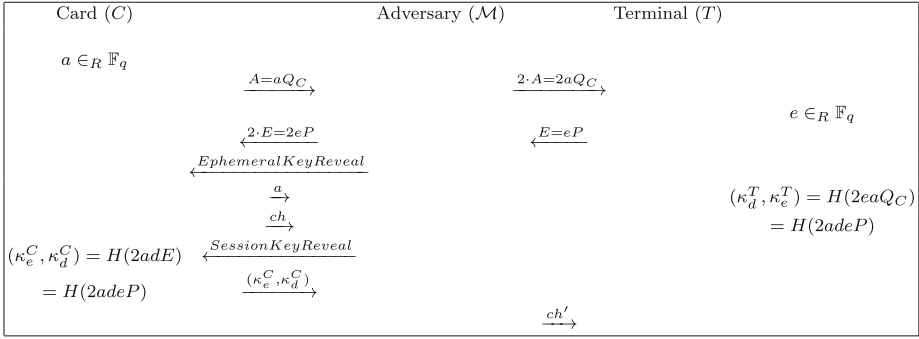 Card (C) Adversary (ℳ) Terminal (T)
a ∈_R 𝔽_q
A=aQ_C 2·A=2aQ_C
e ∈_R 𝔽_q
2·E=2eP E=eP
EphemeralKeyReveal
a (κ_d^T, κ_e^T) = H(2eaQ_C)
ch = H(2adeP)
(κ_e^C, κ_d^C) = H(2adE) SessionKeyReveal
= H(2adeP) (κ_e^C,κ_d^C)
ch′